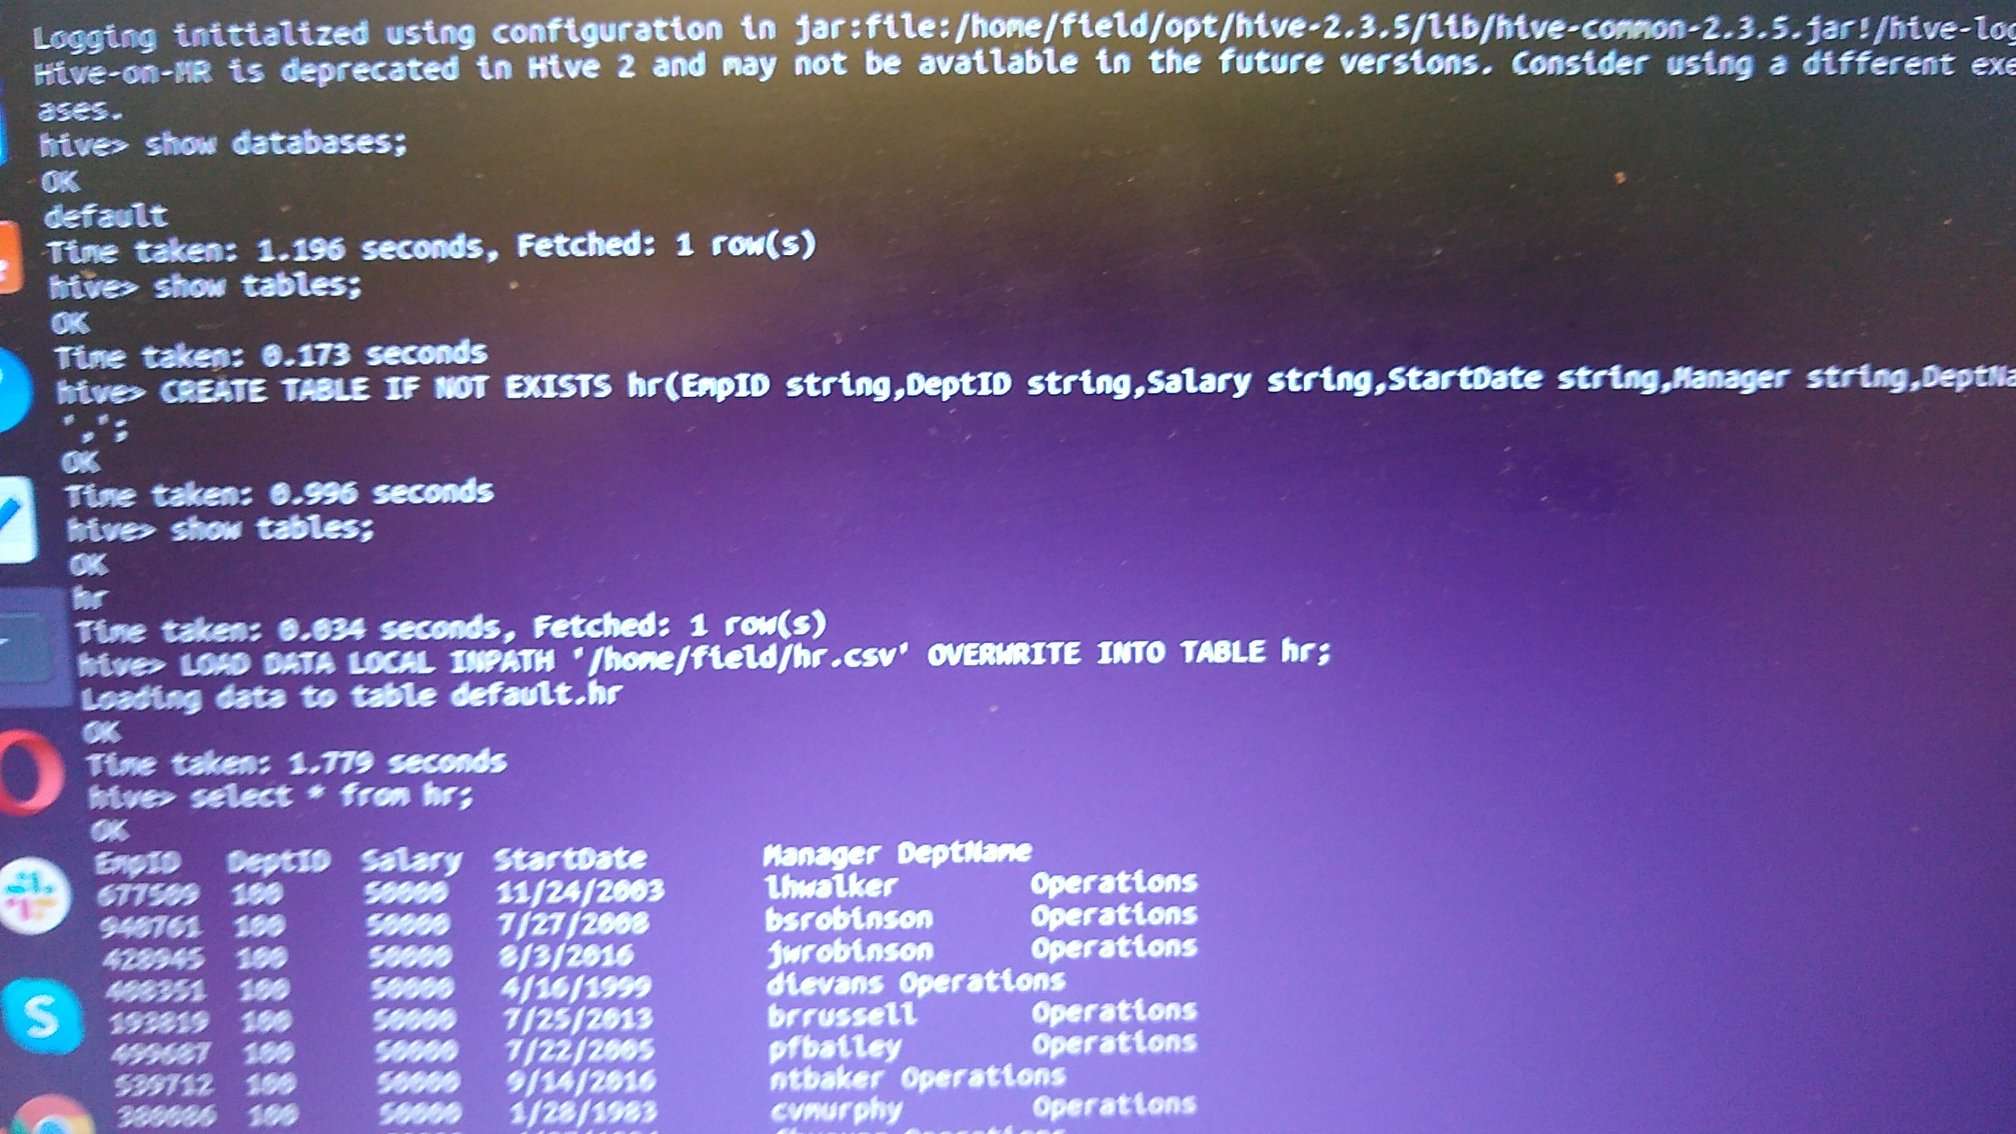 Logging initialized using configuration in jar:file:/home/field/opt/hive-2.3.5/lib/hive-common-2.3.5.jar!/hive-log
Hive-on-MR is deprecated in Hive 2 and may not be available in the future versions. Consider using a different exe
ases.
hive> show databases;
OK
default
Time taken: 1.196 seconds, Fetched: 1 row(s)
hive> show tables;
OK
Time taken: 0.173 seconds
hive> CREATE TABLE IF NOT EXISTS hr(EmpID string,DeptID string,Salary string,StartDate string,Manager string,DeptNa
',';
OK
Time taken: 0.996 seconds
hive> show tables;
OK
hr
Time taken: 0.034 seconds, Fetched: 1 row(s)
hive> LOAD DATA LOCAL INPATH '/home/field/hr.csv' OVERWRITE INTO TABLE hr;
Loading data to table default.hr
OK
Time taken: 1.779 seconds
hive> select * from hr;
OK
EmpID DeptID Salary StartDate Manager DeptName
677509 100 50000 11/24/2003 lhwalker Operations
940761 100 50000 7/27/2008 bsrobinson Operations
428945 100 50000 8/3/2016 jwrobinson Operations
408351 100 50000 4/16/1999 dievans Operations
193819 100 50000 7/25/2013 brrussell Operations
499687 100 50000 7/22/2005 pfbailey Operations
539712 100 50000 9/14/2016 ntbaker Operations
380086 100 50000 1/28/1983 cvmurphy Operations